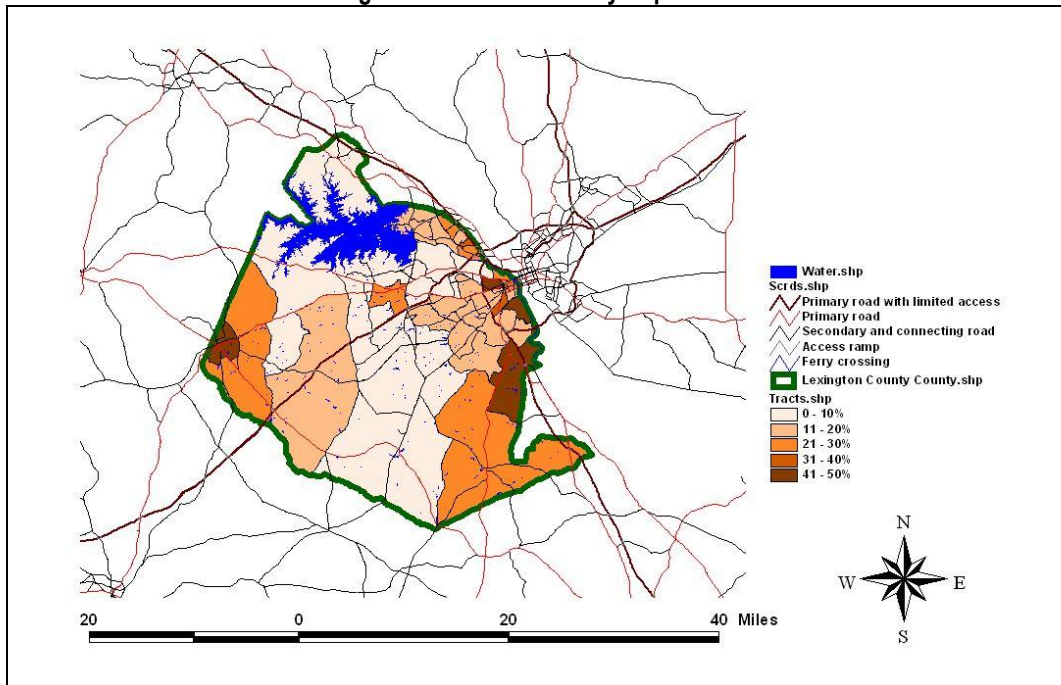 Water.shp
Scrds.shp
Primary road with limited access
Primary road
Secondary and connecting road
Access ramp
Ferry crossing
Lexington County County.shp
Tracts.shp
0 - 10%
11 - 20%
21 - 30%
31 - 40%
41 - 50%
N
W E
S
20 0 20 40 Miles